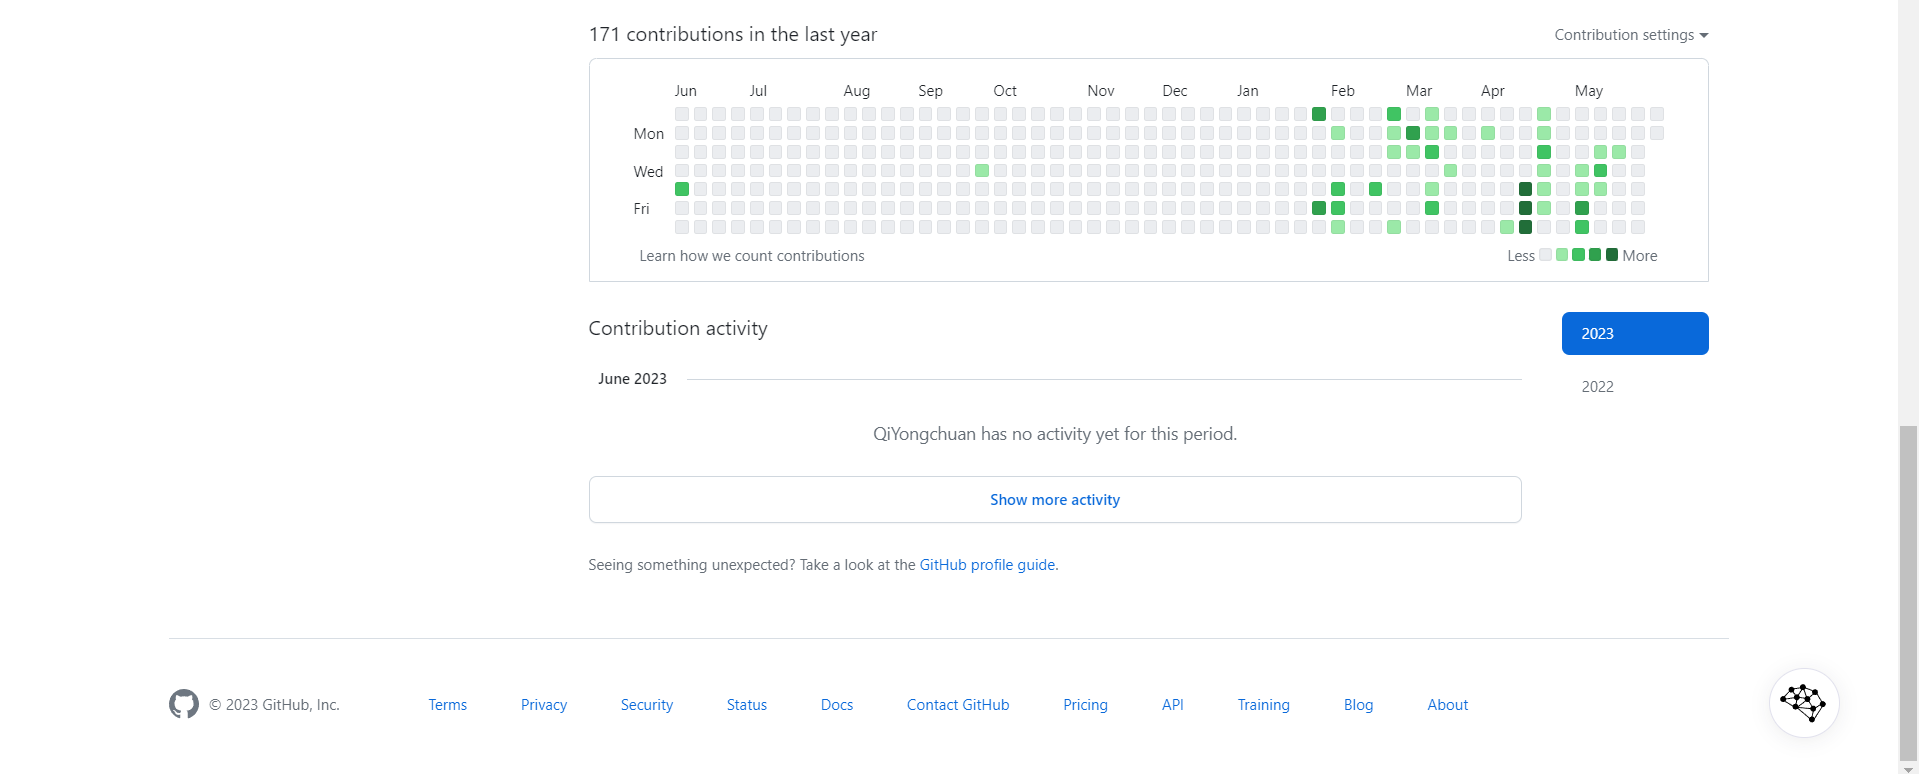 171 contributions in the last year
Contribution settings
Jun Jul Aug Sep Oct Nov Dec Jan Feb Mar Apr May
Mon
Wed
Fri
Learn how we count contributions
Less More
Contribution activity
2023
June 2023
2022
QiYongchuan has no activity yet for this period.
Show more activity
Seeing something unexpected? Take a look at the GitHub profile guide.
© 2023 GitHub, Inc. Terms Privacy Security Status Docs Contact GitHub Pricing API Training Blog About